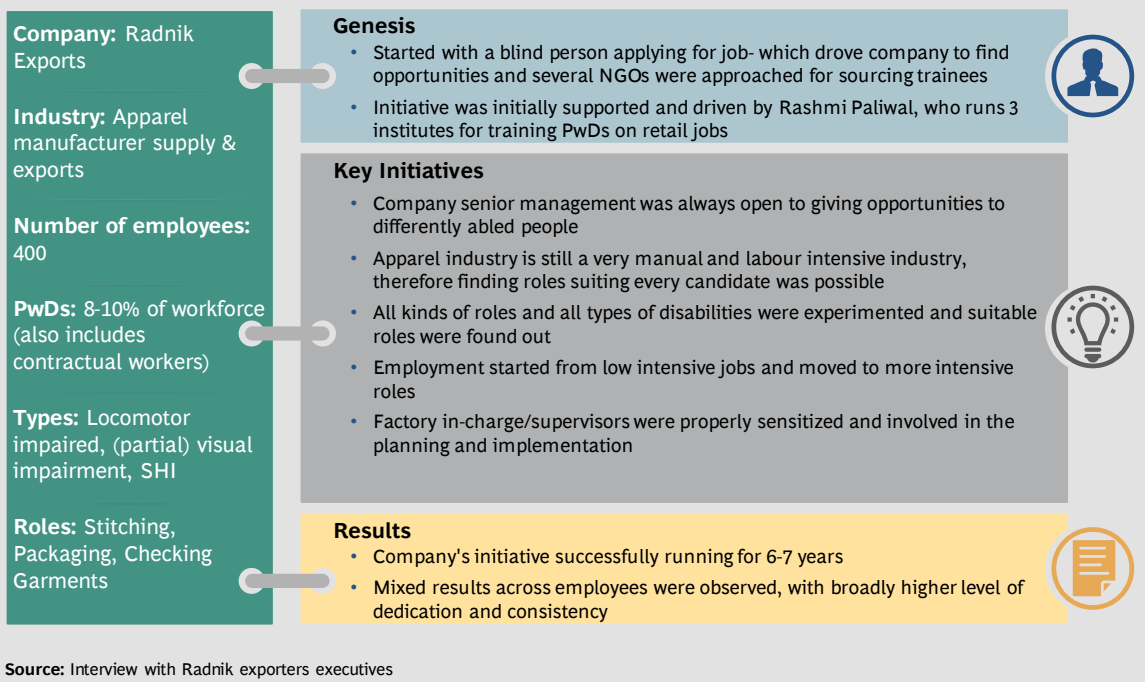 Company: Radnik
Exports
Industry: Apparel
manufacturer supply &
exports
Number of employees:
400
PwDs: 8-10% of workforce
(also includes
contractual workers)
Types: Locomotor
impaired, (partial) visual
impairment, SHI
Roles: Stitching,
Packaging, Checking
Garments
Genesis
• Started with a blind person applying for job- which drove company to find
opportunities and several NGOs were approached for sourcing trainees
• Initiative was initially supported and driven by Rashmi Paliwal, who runs 3
institutes for training PwDs on retail jobs
Key Initiatives
• Company senior management was always open to giving opportunities to
differently abled people
• Apparel industry is still a very manual and labour intensive industry,
therefore finding roles suiting every candidate was possible
• All kinds of roles and all types of disabilities were experimented and suitable
roles were found out
• Employment started from low intensive jobs and moved to more intensive
roles
• Factory in-charge/supervisors were properly sensitized and involved in the
planning and implementation
Results
• Company's initiative successfully running for 6-7 years
• Mixed results across employees were observed, with broadly higher level of
dedication and consistency
Source: Interview with Radnik exporters executives